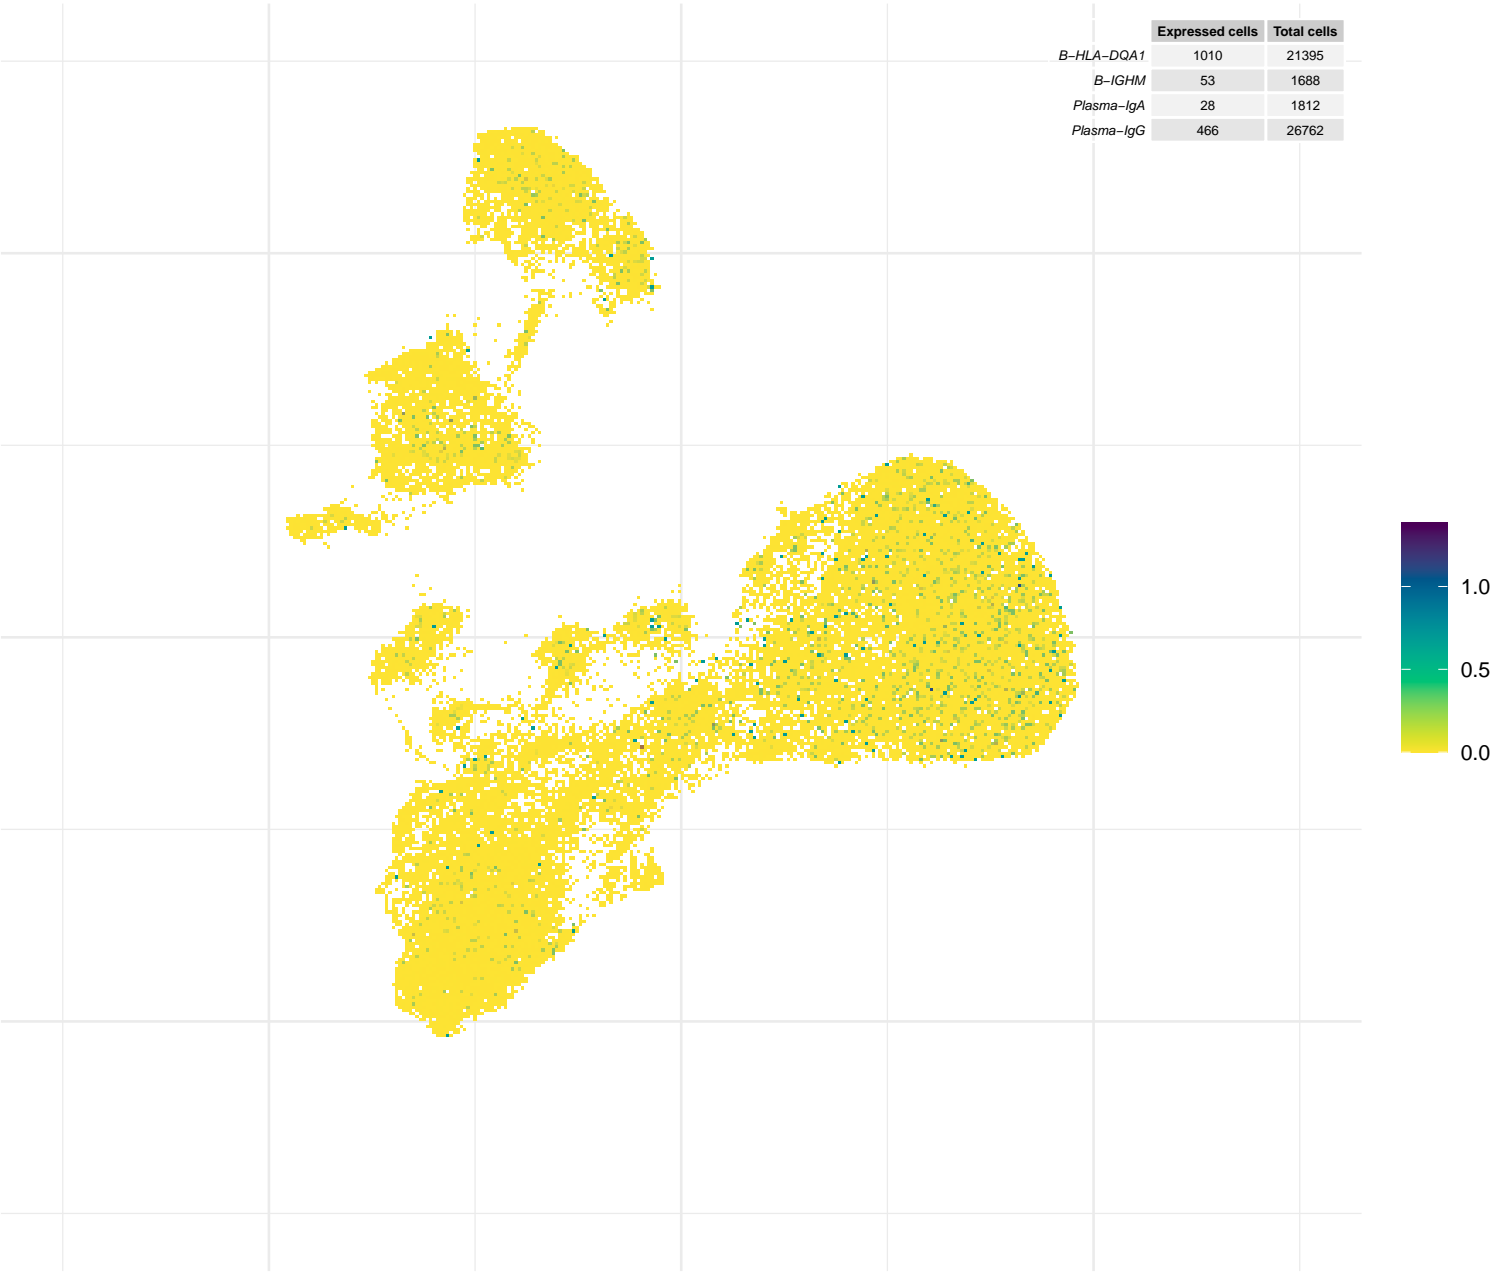 Expressed cells Total cells
B−HLA−DQA1 1010 21395
B−IGHM 53 1688
Plasma−IgA 28 1812
Plasma−IgG 466 26762
1.0
0.5
0.0